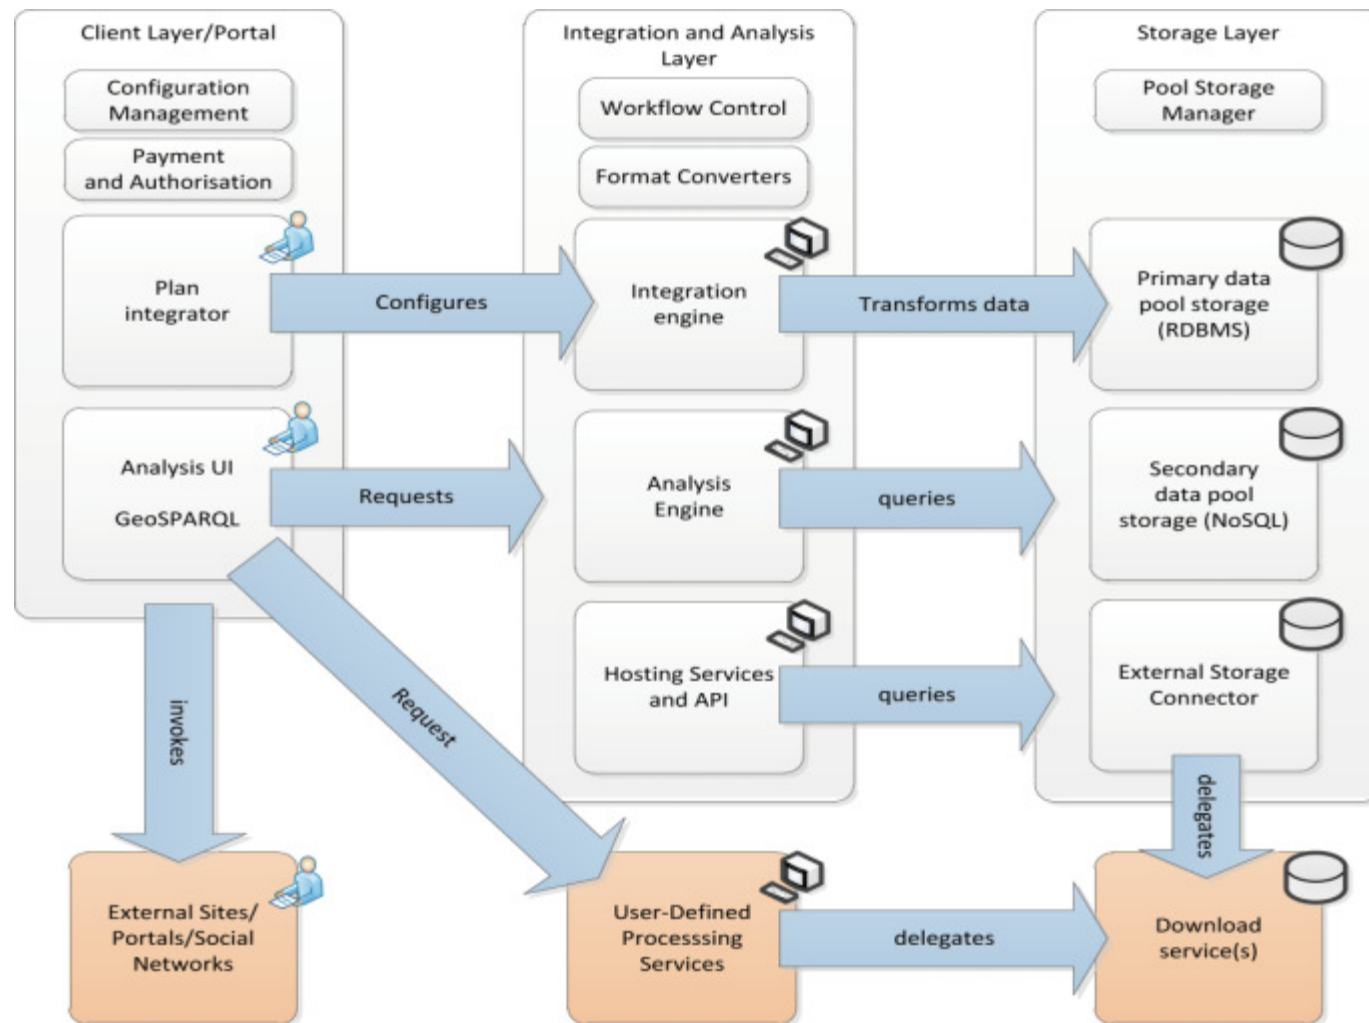 Client Layer/Portal
Configuration
Management
Payment
and Authorisation
Plan
integrator
Analysis UI
GeoSPARQL
Configures
Requests
invokes
Request
Integration and Analysis
Layer
Workflow Control
Format Converters
Integration
engine
Analysis
Engine
Hosting Services
and API
Transforms data
queries
queries
Storage Layer
Pool Storage
Manager
Primary data
pool storage
(RDBMS)
Secondary
data pool
storage (NoSQL)
External Storage
Connector
delegates
External Sites/
Portals/Social
Networks
User-Defined
Processsing
Services
delegates
Download
service(s)